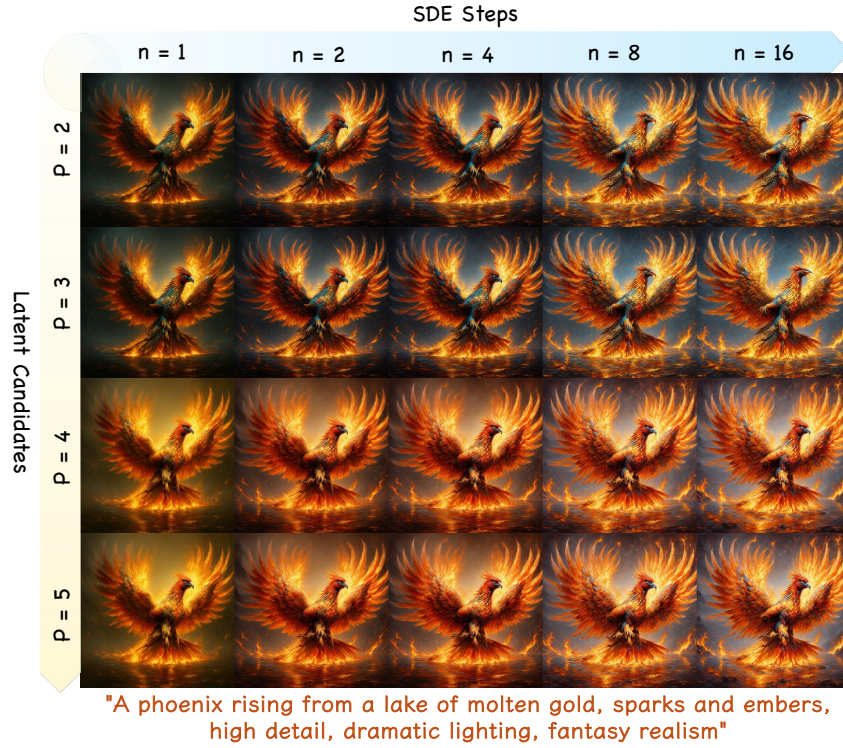 SDE Steps
n = 1 n = 2 n = 4 n = 8 n = 16
Latent Candidates
P = 2
P = 3
P = 4
P = 5
"A phoenix rising from a lake of molten gold, sparks and embers,
high detail, dramatic lighting, fantasy realism"